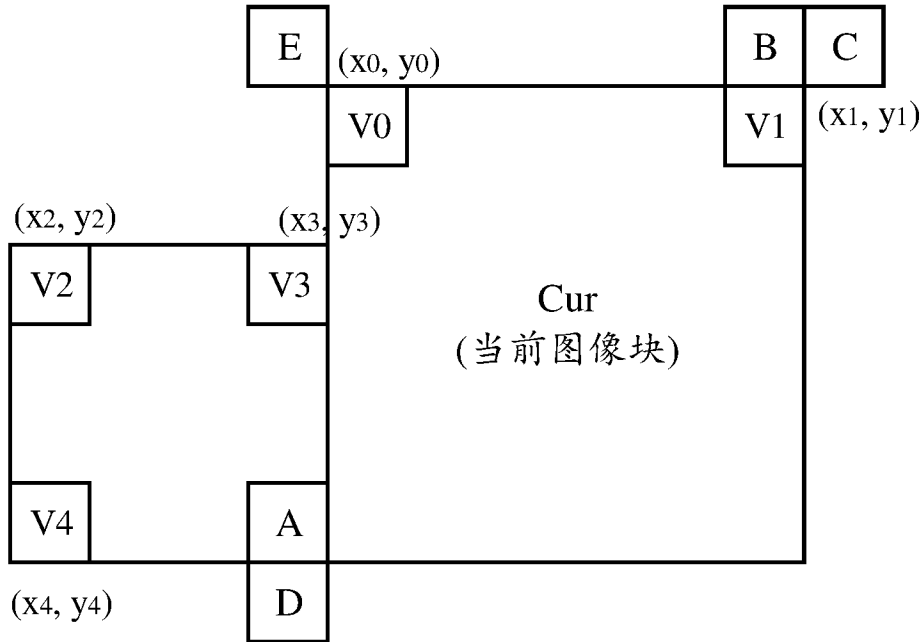 E
B
C
(x0, y0)
V0
V1
(x1, y1)
(x2, y2)
(x3, y3)
V2
V3
Cur
(当前图像块)
V4
A
(x4, y4)
D